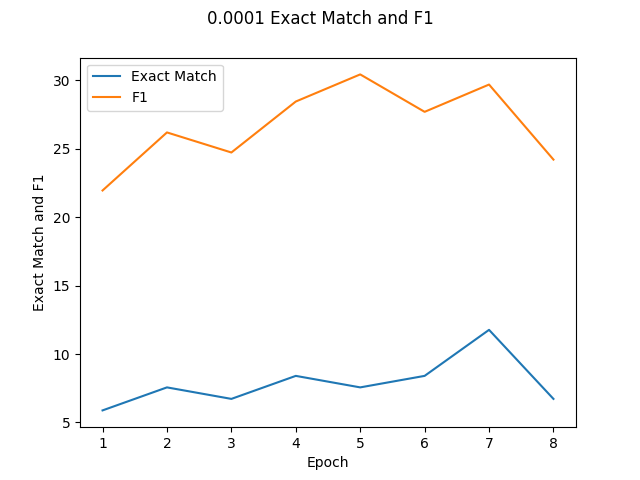 0.0001 Exact Match and F1
Exact Match
F1
Exact Match and F1
30
25
20
15
10
5
1 2 3 4 5 6 7 8
Epoch